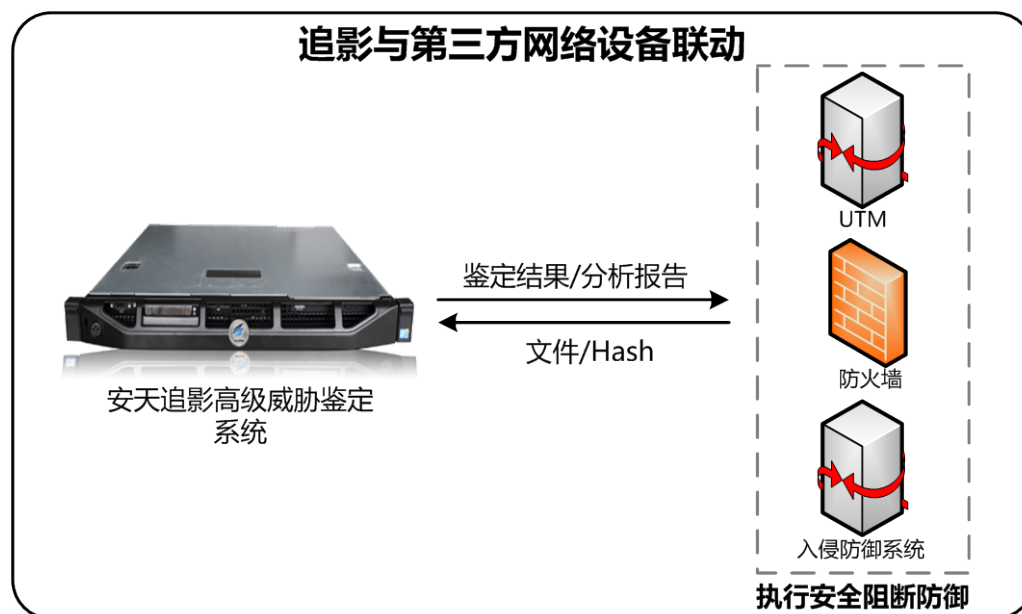 追影与第三方网络设备联动
UTM
鉴定结果/分析报告
文件/Hash
防火墙
安天追影高级威胁鉴定
系统
入侵防御系统
执行安全阻断防御